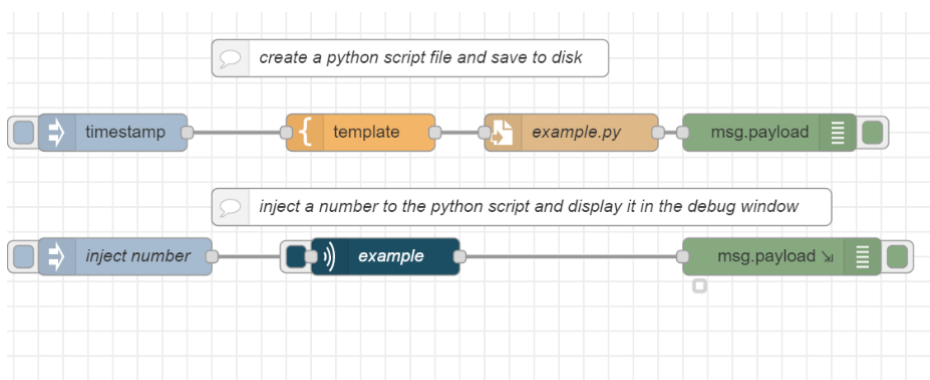 create a python script file and save to disk
timestamp
template
example.py
msg.payload
inject a number to the python script and display it in the debug window
inject number
example
msg.payload